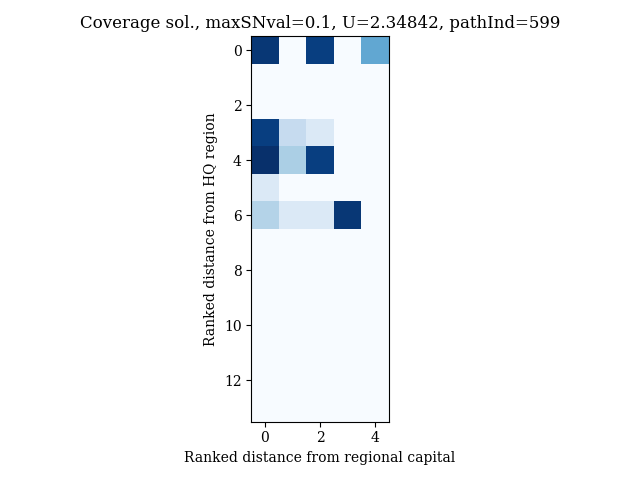 Coverage sol., maxSNval=0.1, U=2.34842, pathInd=599
0
2
4
6
8
10
12
Ranked distance from HQ region
0 2 4
Ranked distance from regional capital